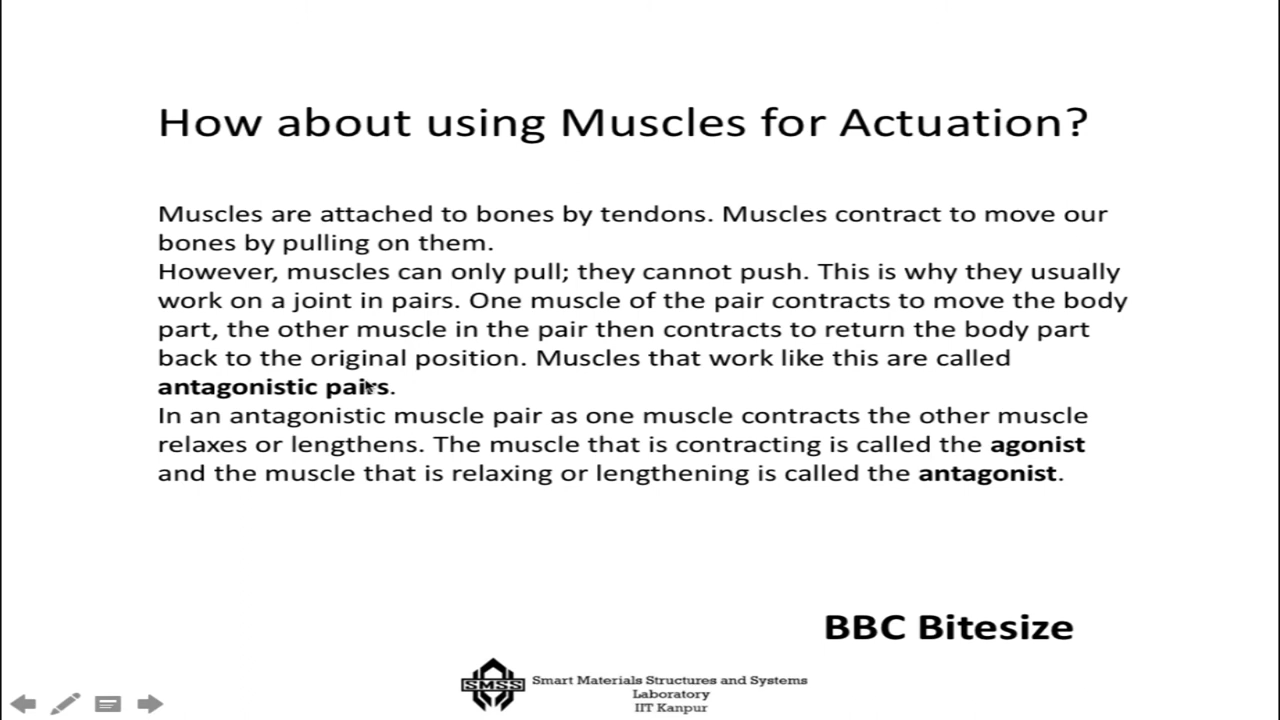 How about using Muscles for Actuation?
Muscles are attached to bones by tendons. Muscles contract to move our
bones by pulling on them.
However, muscles can only pull; they cannot push. This is why they usually
work on a joint in pairs. One muscle of the pair contracts to move the body
part, the other muscle in the pair then contracts to return the body part
back to the original position. Muscles that work like this are called
antagonistic pairs.
In an antagonistic muscle pair as one muscle contracts the other muscle
relaxes or lengthens. The muscle that is contracting is called the agonist
and the muscle that is relaxing or lengthening is called the antagonist.
BBC Bitesize
SMSS
Smart Materials Structures and Systems
Laboratory
IIT Kanpur